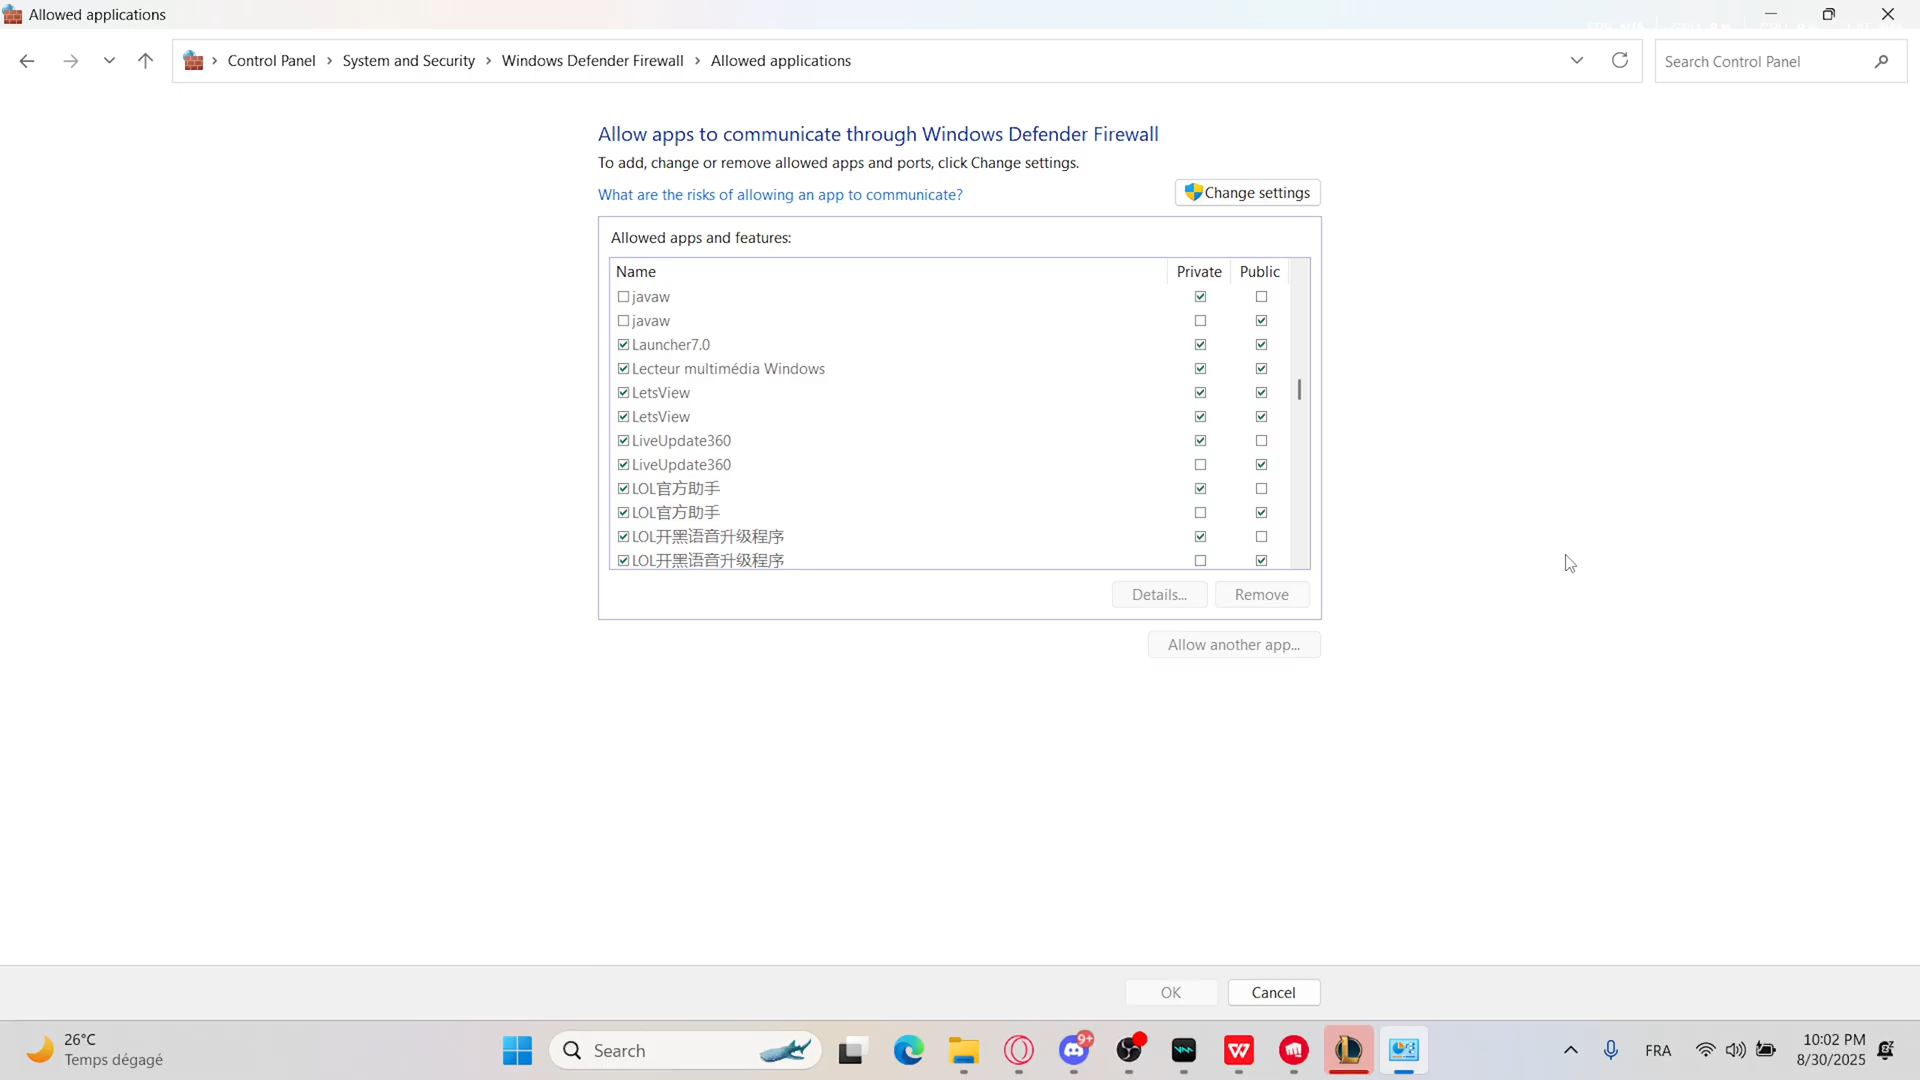 Allowed applications
Control Panel > System and Security > Windows Defender Firewall > Allowed applications
Search Control Panel
Allow apps to communicate through Windows Defender Firewall
To add, change or remove allowed apps and ports, click Change settings.
What are the risks of allowing an app to communicate?
Change settings
Allowed apps and features:
Name Private Public
javaw
javaw
Launcher7.0
Lecteur multimédia Windows
LetsView
LetsView
LiveUpdate360
LiveUpdate360
LOL官方助手
LOL官方助手
LOL开黑语音升级程序
LOL开黑语音升级程序
Details... Remove
Allow another app...
OK Cancel
26°C
Temps dégagé
Search
9+
FRA
10:02 PM
8/30/2025